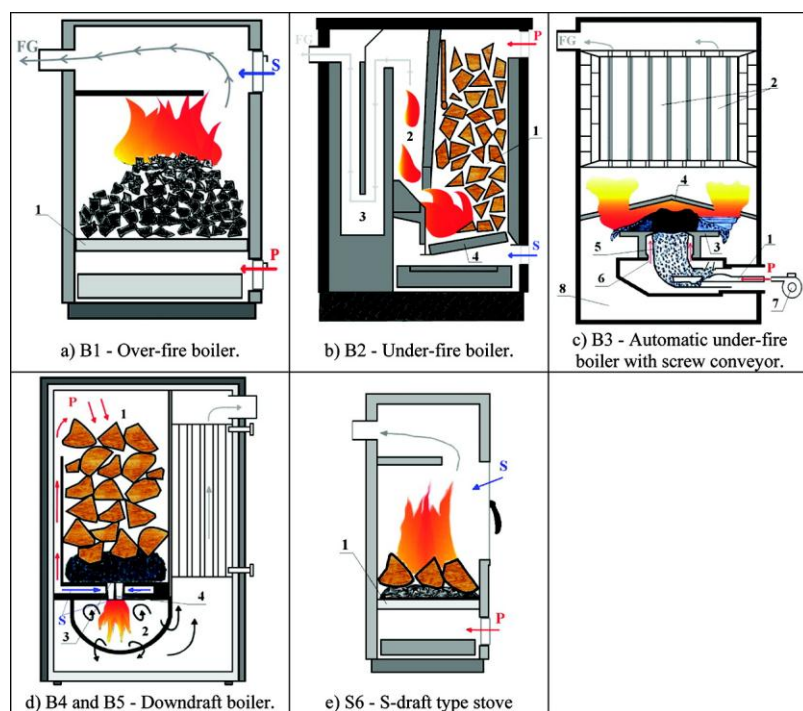 FG
S
1
P
a) B1 - Over-fire boiler.
FG
P
1
2
3
S
4
b) B2 - Under-fire boiler.
FG
2
4
5
3
1
P
6
7
8
c) B3 - Automatic under-fire
boiler with screw conveyor.
P
1
S
3
2
4
d) B4 and B5 - Downdraft boiler.
S
1
P
e) S6 - S-draft type stove